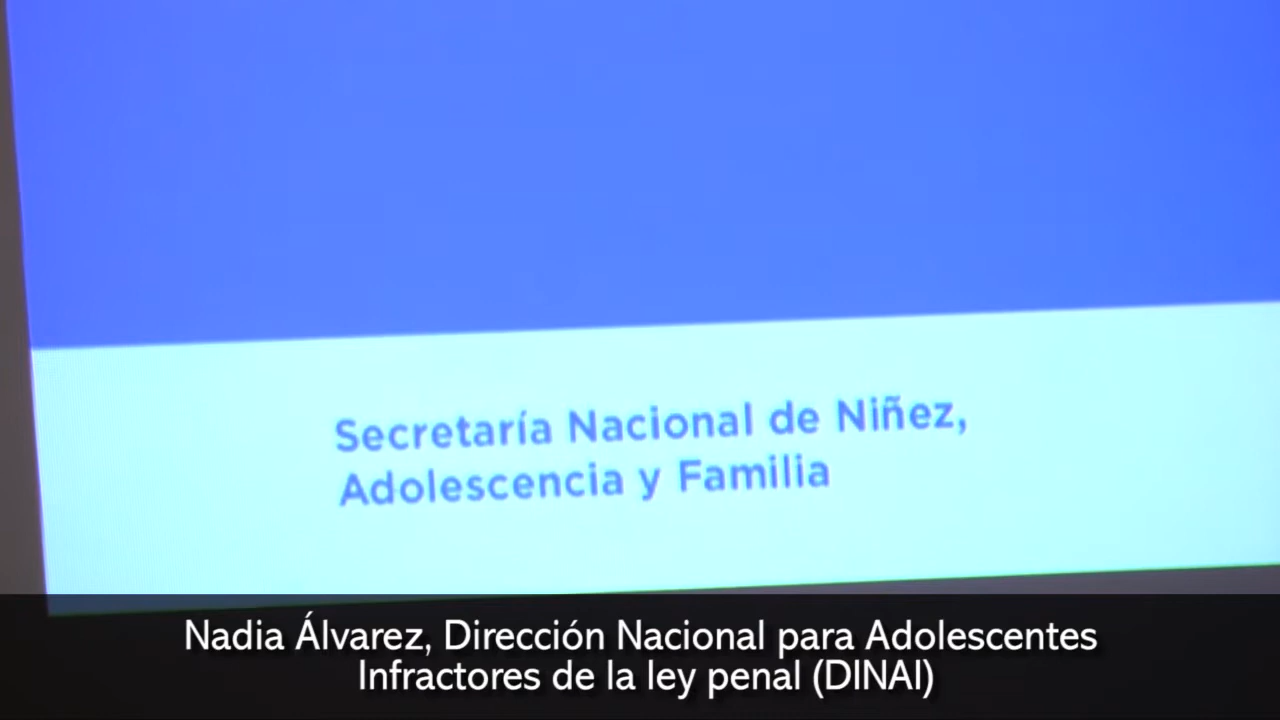 Secretaría Nacional de Niñez,
Adolescencia y Familia
Nadia Álvarez, Dirección Nacional para Adolescentes
Infractores de la ley penal (DINAI)